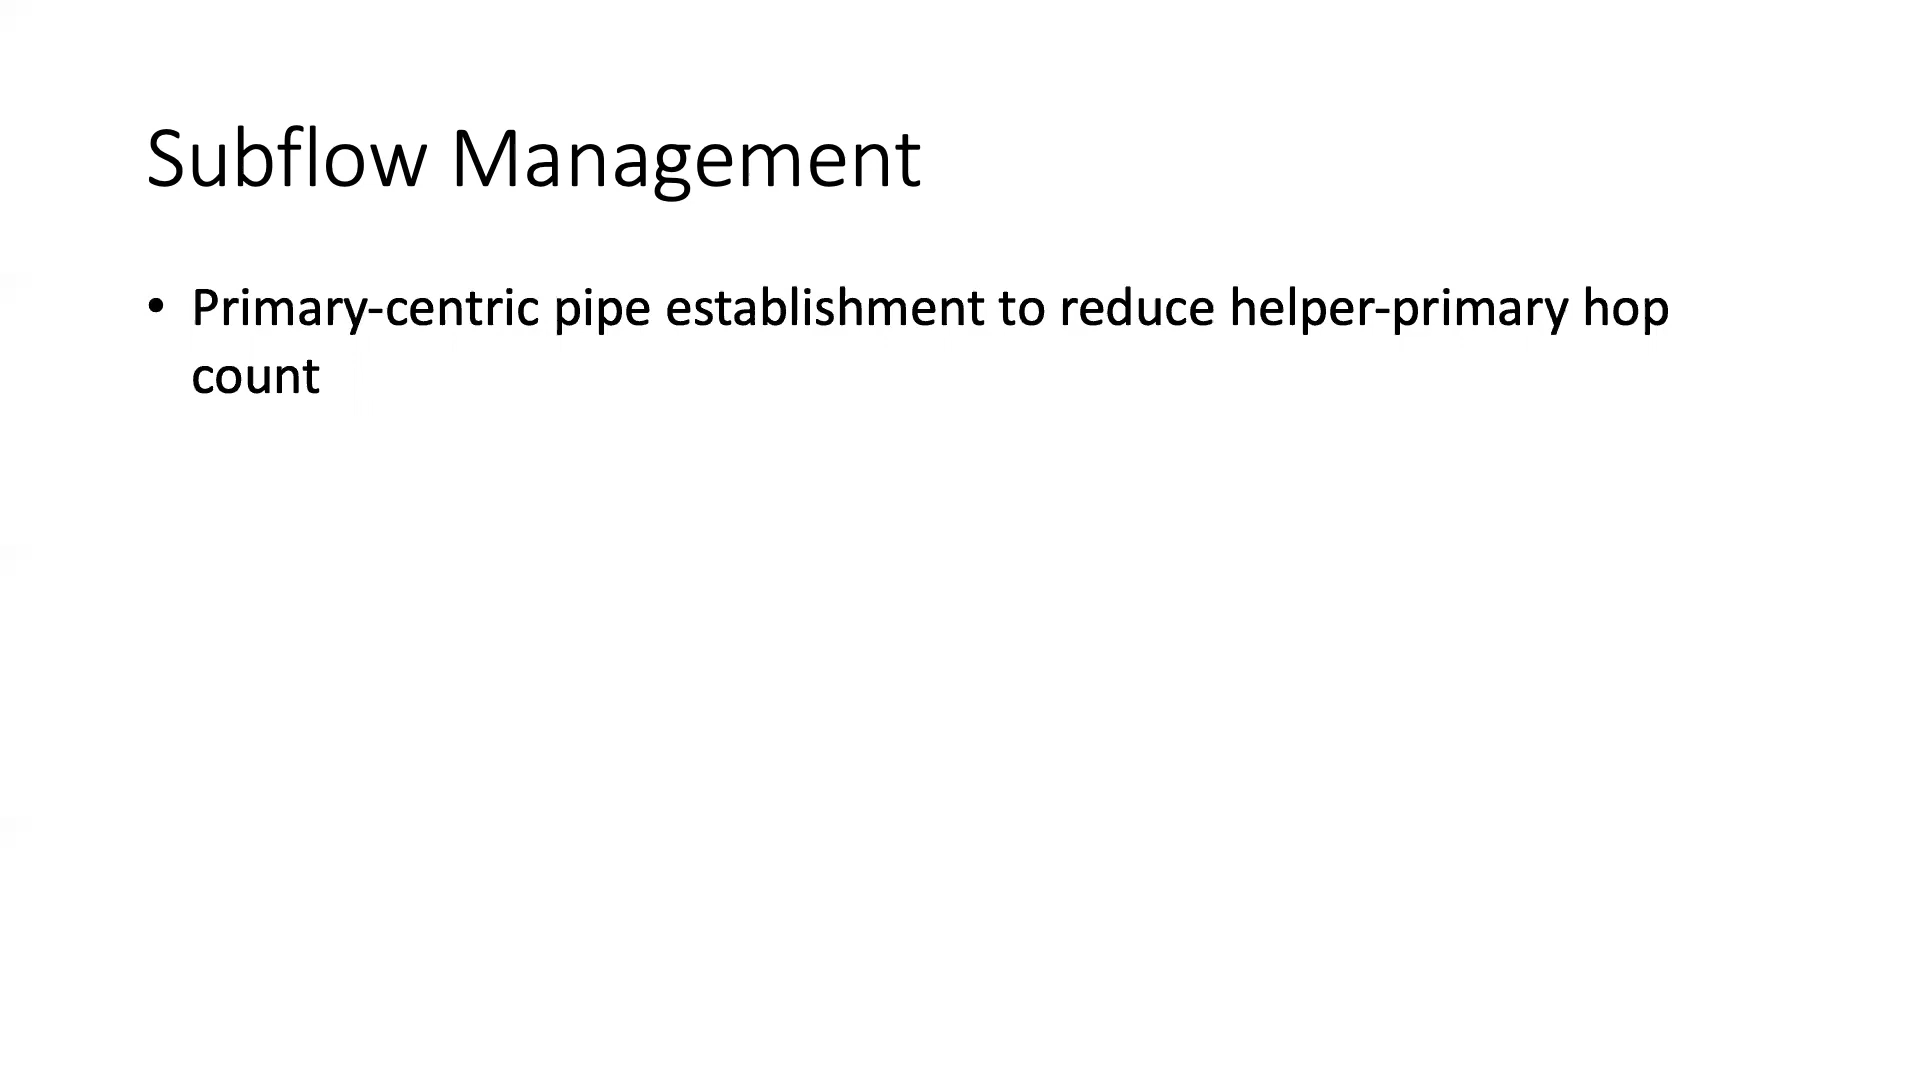 Subflow Management
• Primary-centric pipe establishment to reduce helper-primary hop
count